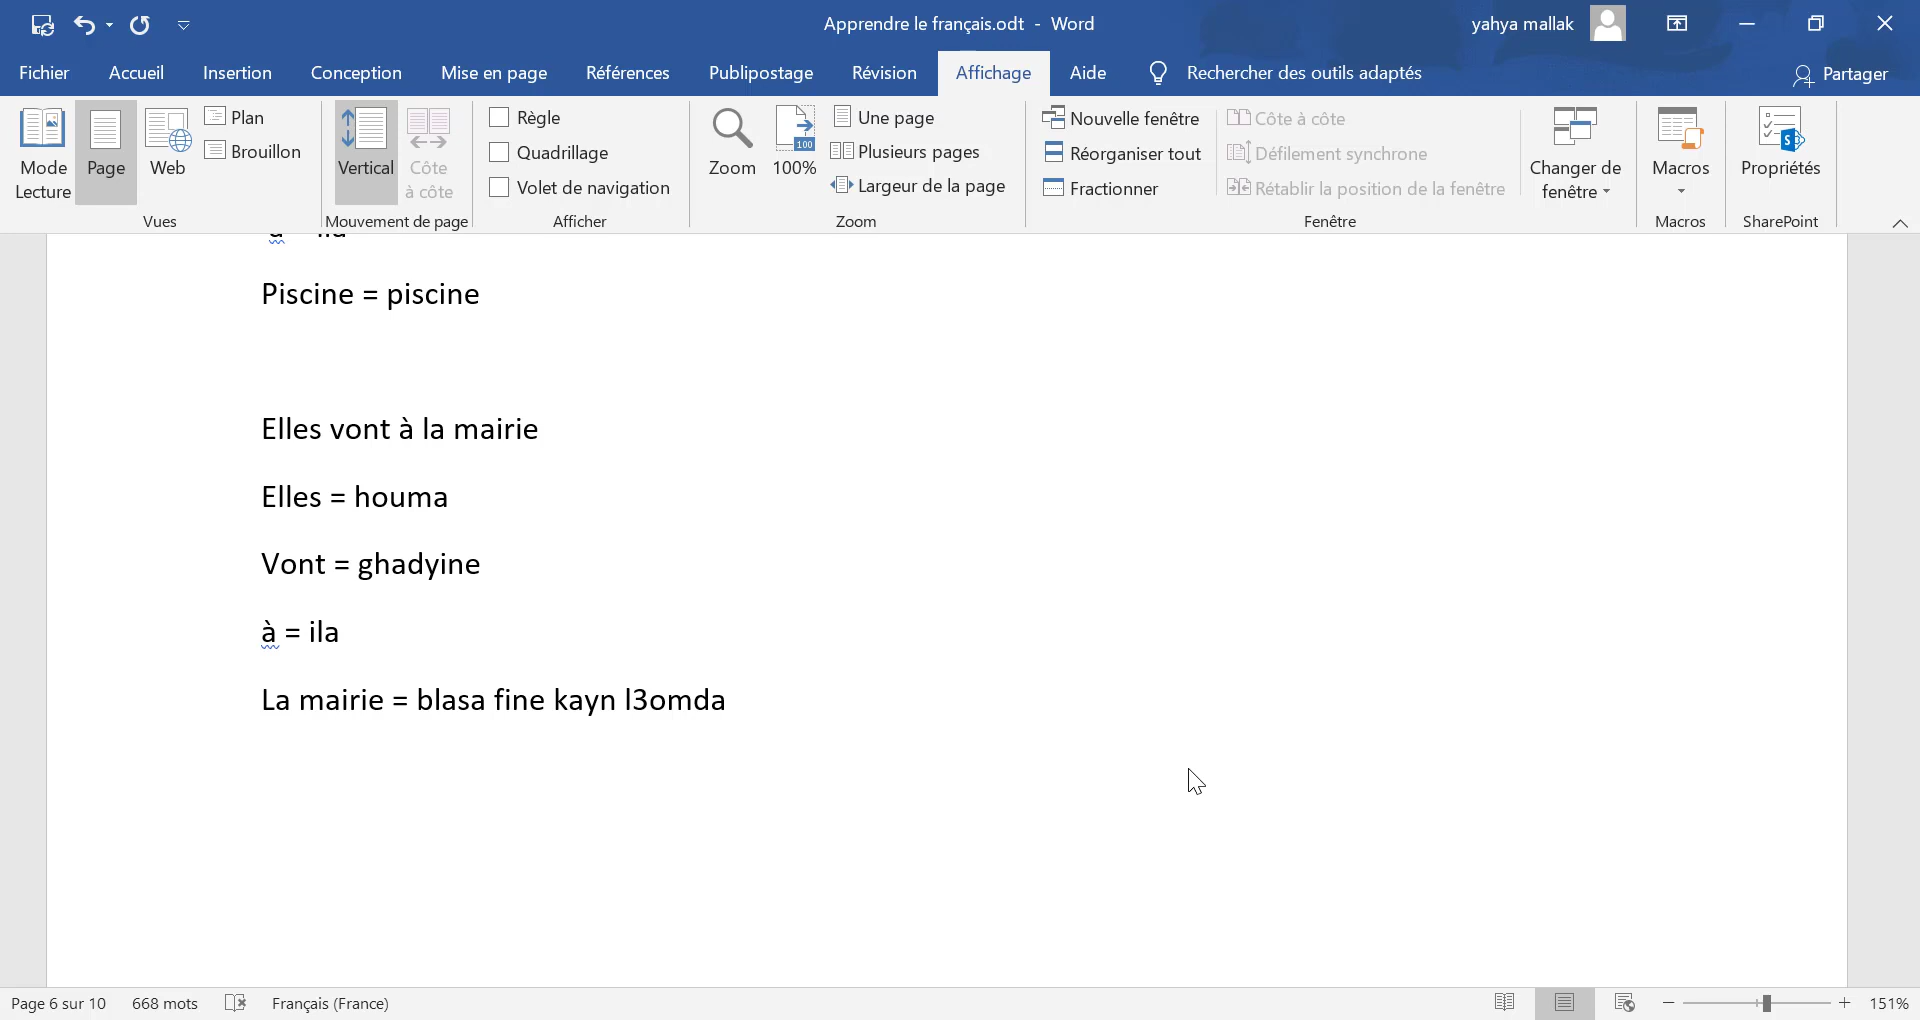 Apprendre le français.odt - Word
yahya mallak
Fichier
Accueil
Insertion
Conception
Mise en page
Références
Publipostage
Révision
Affichage
Aide
Rechercher des outils adaptés
Partager
Mode Lecture
Page
Web
Plan
Brouillon
Vues
Vertical
Côte à côte
Mouvement de page
Règle
Quadrillage
Volet de navigation
Afficher
Zoom
100
100%
Une page
Plusieurs pages
Largeur de la page
Zoom
Nouvelle fenêtre
Réorganiser tout
Fractionner
Côte à côte
Défilement synchrone
Rétablir la position de la fenêtre
Changer de fenêtre
Fenêtre
Macros
Macros
Propriétés
SharePoint
Piscine = piscine
Elles vont à la mairie
Elles = houma
Vont = ghadyine
à = ila
La mairie = blasa fine kayn l3omda
Page 6 sur 10
668 mots
Français (France)
151%